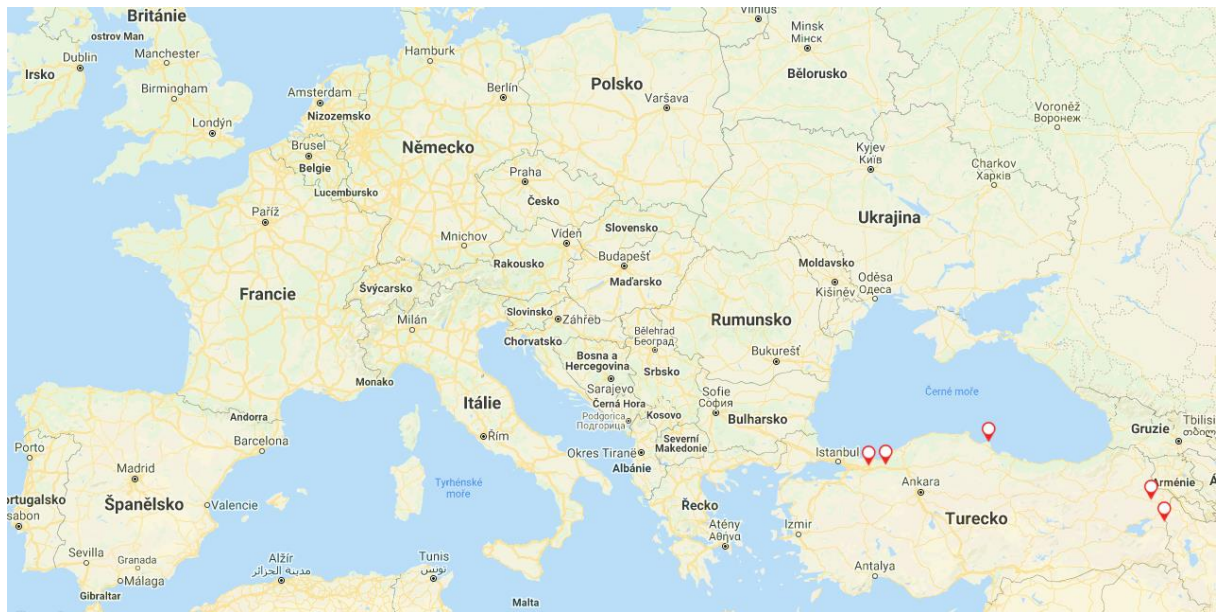 Británie
ostrov Man
Dublin
Irsko
Manchester
Birmingham
Londýn
Hamburk
Amsterdam
Nizozemsko
Berlín
Brusel
Belgie
Německo
Lucembursko
Polsko
Varšava
Vilnius
Minsk
Мінск
Bělorusko
Voroněž
Воронеж
Kyjev
Київ
Charkov
Харків
Ukrajina
Paříž
Praha
Česko
Mnichov
Vídeň
Slovensko
Rakousko
Budapešť
Maďarsko
Moldavsko
Kišiněv
Oděsa
Одеса
Francie
Švýcarsko
Milán
Slovinsko
Záhřeb
Chorvatsko
Bělehrad
Београд
Rumunsko
Bukurešť
Bosna a
Hercegovina
Srbsko
Sarajevo
Monako
Itálie
Černá Hora
Podgorica
Подгорица
Kosovo
Sofie
София
Bulharsko
Černé moře
Andorra
Barcelona
Řím
Okres Tirana
Albánie
Severní
Makedonie
Istanbul
Gruzie
Tbilisi
Porto
Madrid
Španělsko
Valencie
ortugalsko
sabon
Tyrhénské
moře
Řecko
Atény
Αθήνα
Izmir
Ankara
Turecko
Arménie
Á
Sevilla
Granada
Málaga
Gibraltar
Alžír
مدينة الجزائر
Tunis
تونس
Malta
Antalya